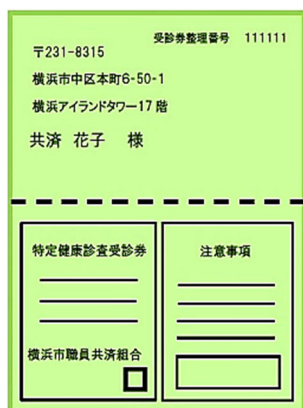 受診券整理番号 111111
〒231-8315
横浜市中区本町6-50-1
横浜アイランドタワー17 階
共済 花子 様
特定健康診査受診券
横浜市職員共済組合
注意事項